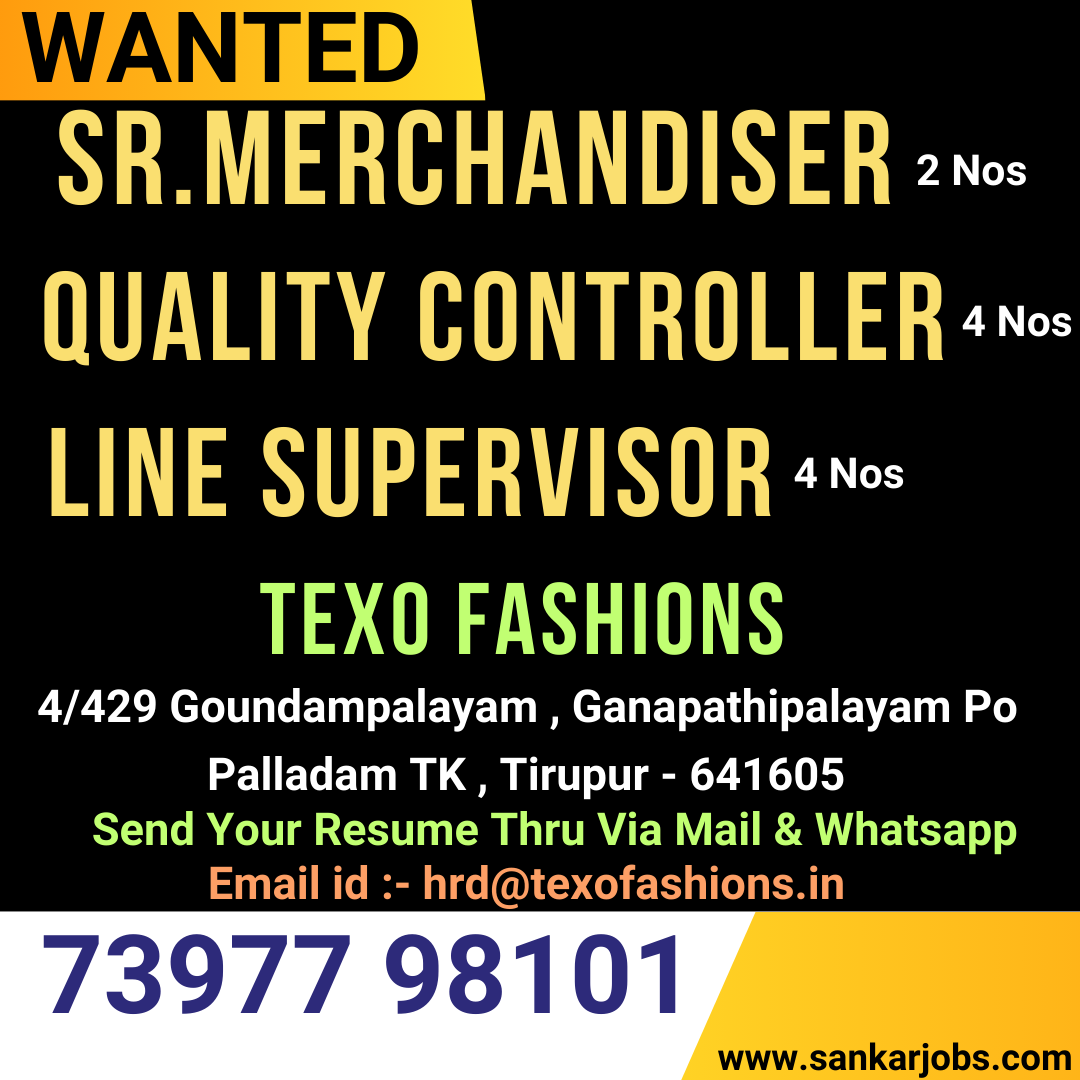 WANTED
SR.MERCHANDISER 2 Nos
QUALITY CONTROLLER 4 Nos
LINE SUPERVISOR 4 Nos
TEXO FASHIONS
4/429 Goundampalayam , Ganapathipalayam Po
Palladam TK , Tirupur - 641605
Send Your Resume Thru Via Mail & Whatsapp
Email id :- hrd@texofashions.in
73977 98101
www.sankarjobs.com